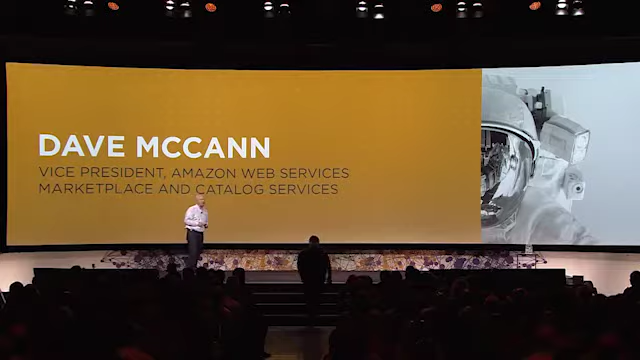 DAVE MCCANN
VICE PRESIDENT, AMAZON WEB SERVICES
MARKETPLACE AND CATALOG SERVICES